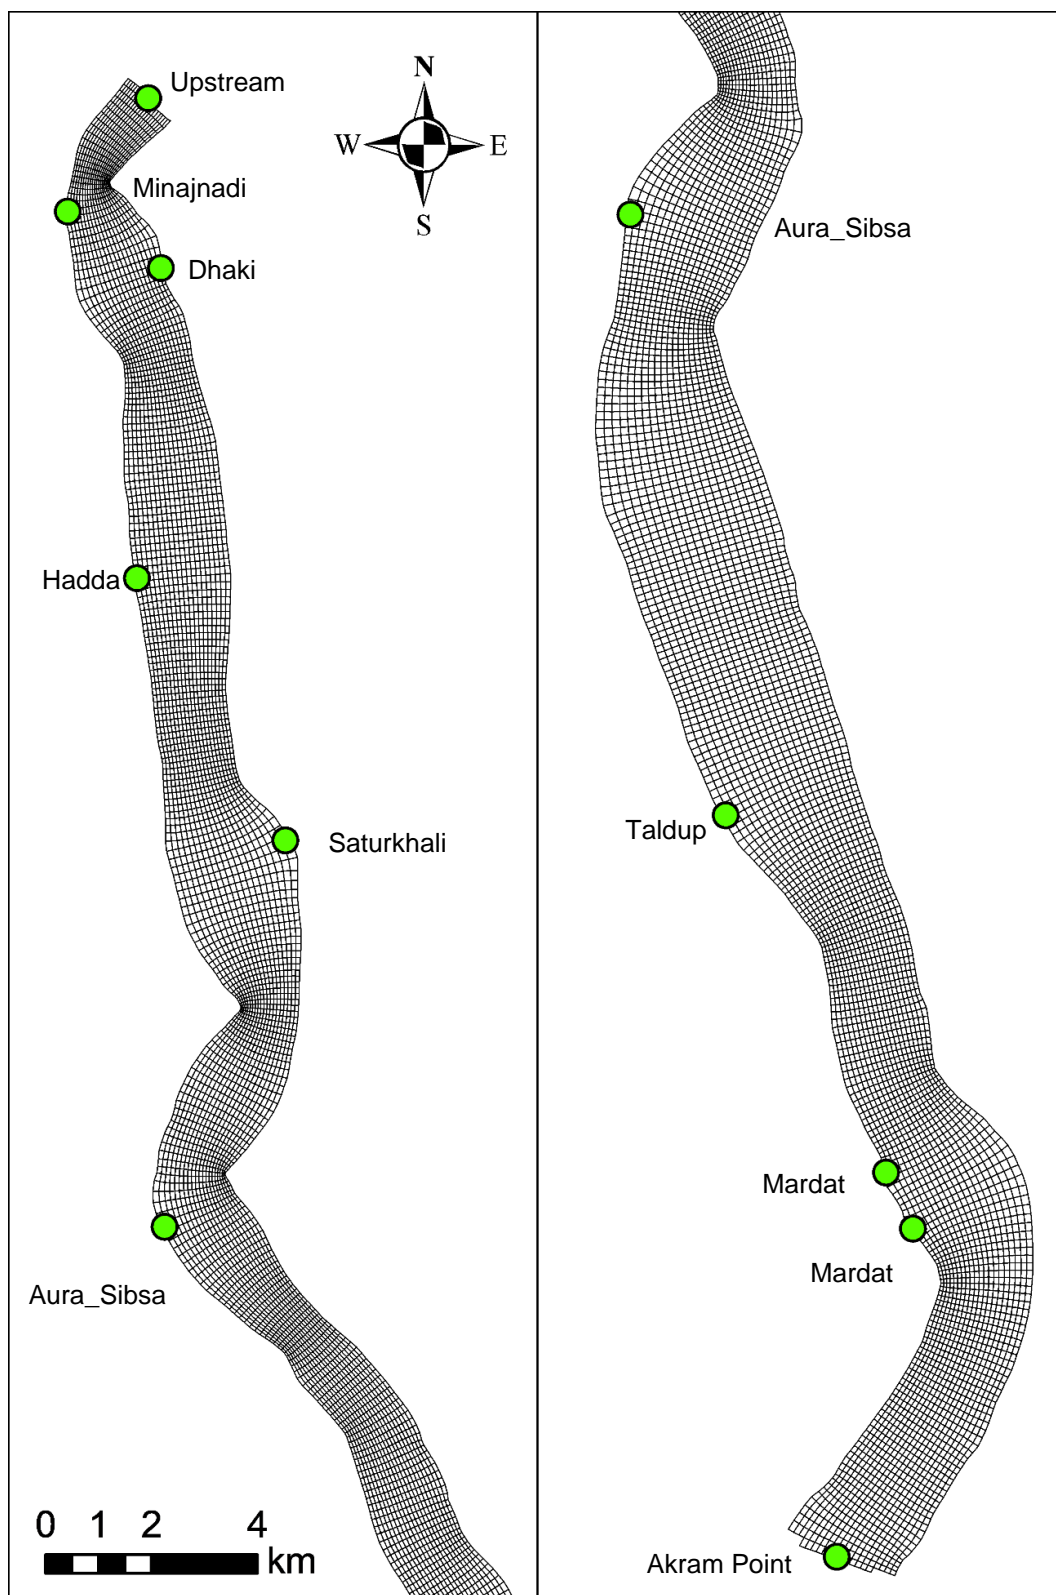 Upstream
N
W
E
S
Minajnadi
Dhaki
Hadda
Saturkhali
Aura_Sibsa
0 1 2 4
km
Aura_Sibsa
Taldup
Mardat
Mardat
Akram Point